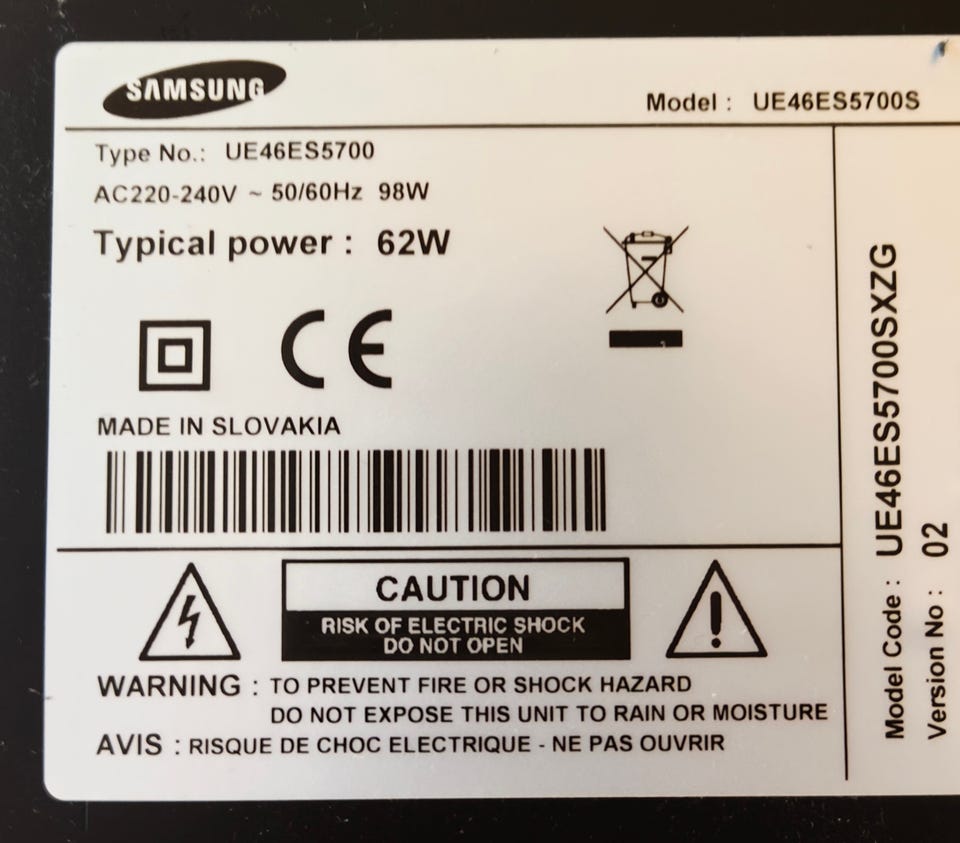 SAMSUNG
Model : UE46ES5700S
Type No.: UE46ES5700
AC220-240V ~ 50/60Hz 98W
Typical power : 62W
CE
MADE IN SLOVAKIA
CAUTION
RISK OF ELECTRIC SHOCK
DO NOT OPEN
WARNING : TO PREVENT FIRE OR SHOCK HAZARD
DO NOT EXPOSE THIS UNIT TO RAIN OR MOISTURE
AVIS : RISQUE DE CHOC ELECTRIQUE - NE PAS OUVRIR
Model Code : UE46ES5700SXZG
Version No : 02